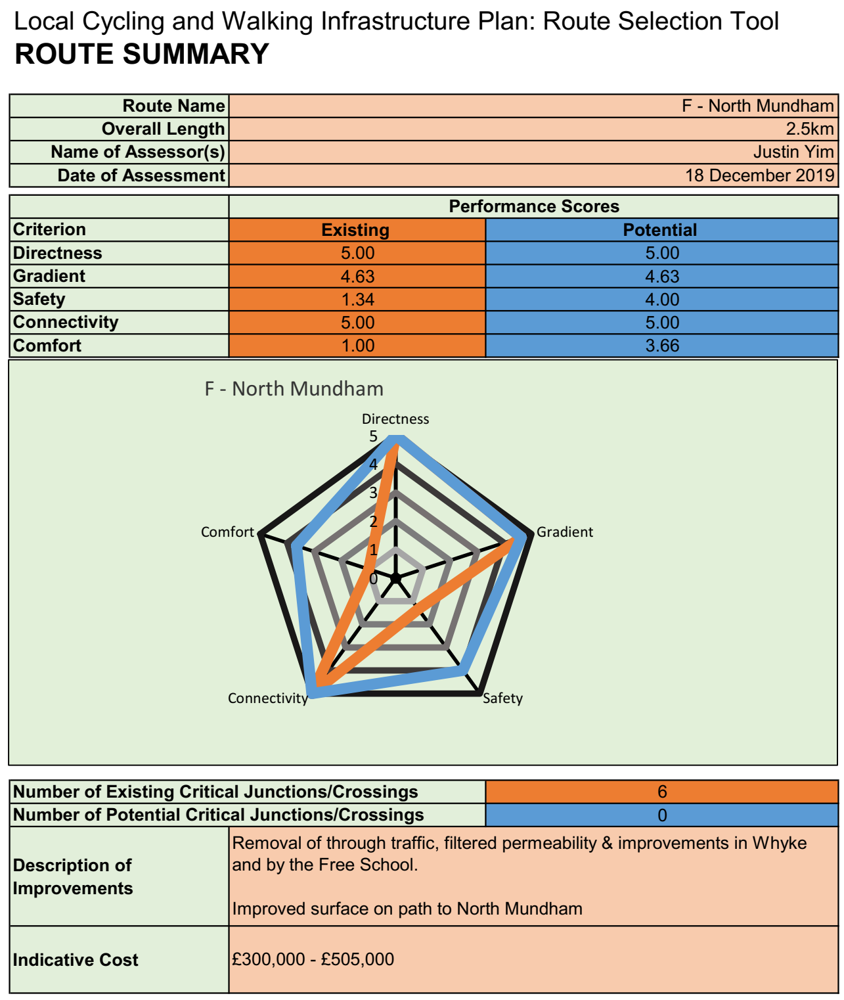 Local Cycling and Walking Infrastructure Plan: Route Selection Tool
ROUTE SUMMARY
Route Name F - North Mundham
Overall Length 2.5km
Name of Assessor(s) Justin Yim
Date of Assessment 18 December 2019
Performance Scores
Criterion Existing Potential
Directness 5.00 5.00
Gradient 4.63 4.63
Safety 1.34 4.00
Connectivity 5.00 5.00
Comfort 1.00 3.66
F - North Mundham
Directness
5
4
3
2
1
0
Comfort
Gradient
Connectivity
Safety
Number of Existing Critical Junctions/Crossings 6
Number of Potential Critical Junctions/Crossings 0
Description of
Improvements
Removal of through traffic, filtered permeability & improvements in Whyke
and by the Free School.
Improved surface on path to North Mundham
Indicative Cost £300,000 - £505,000